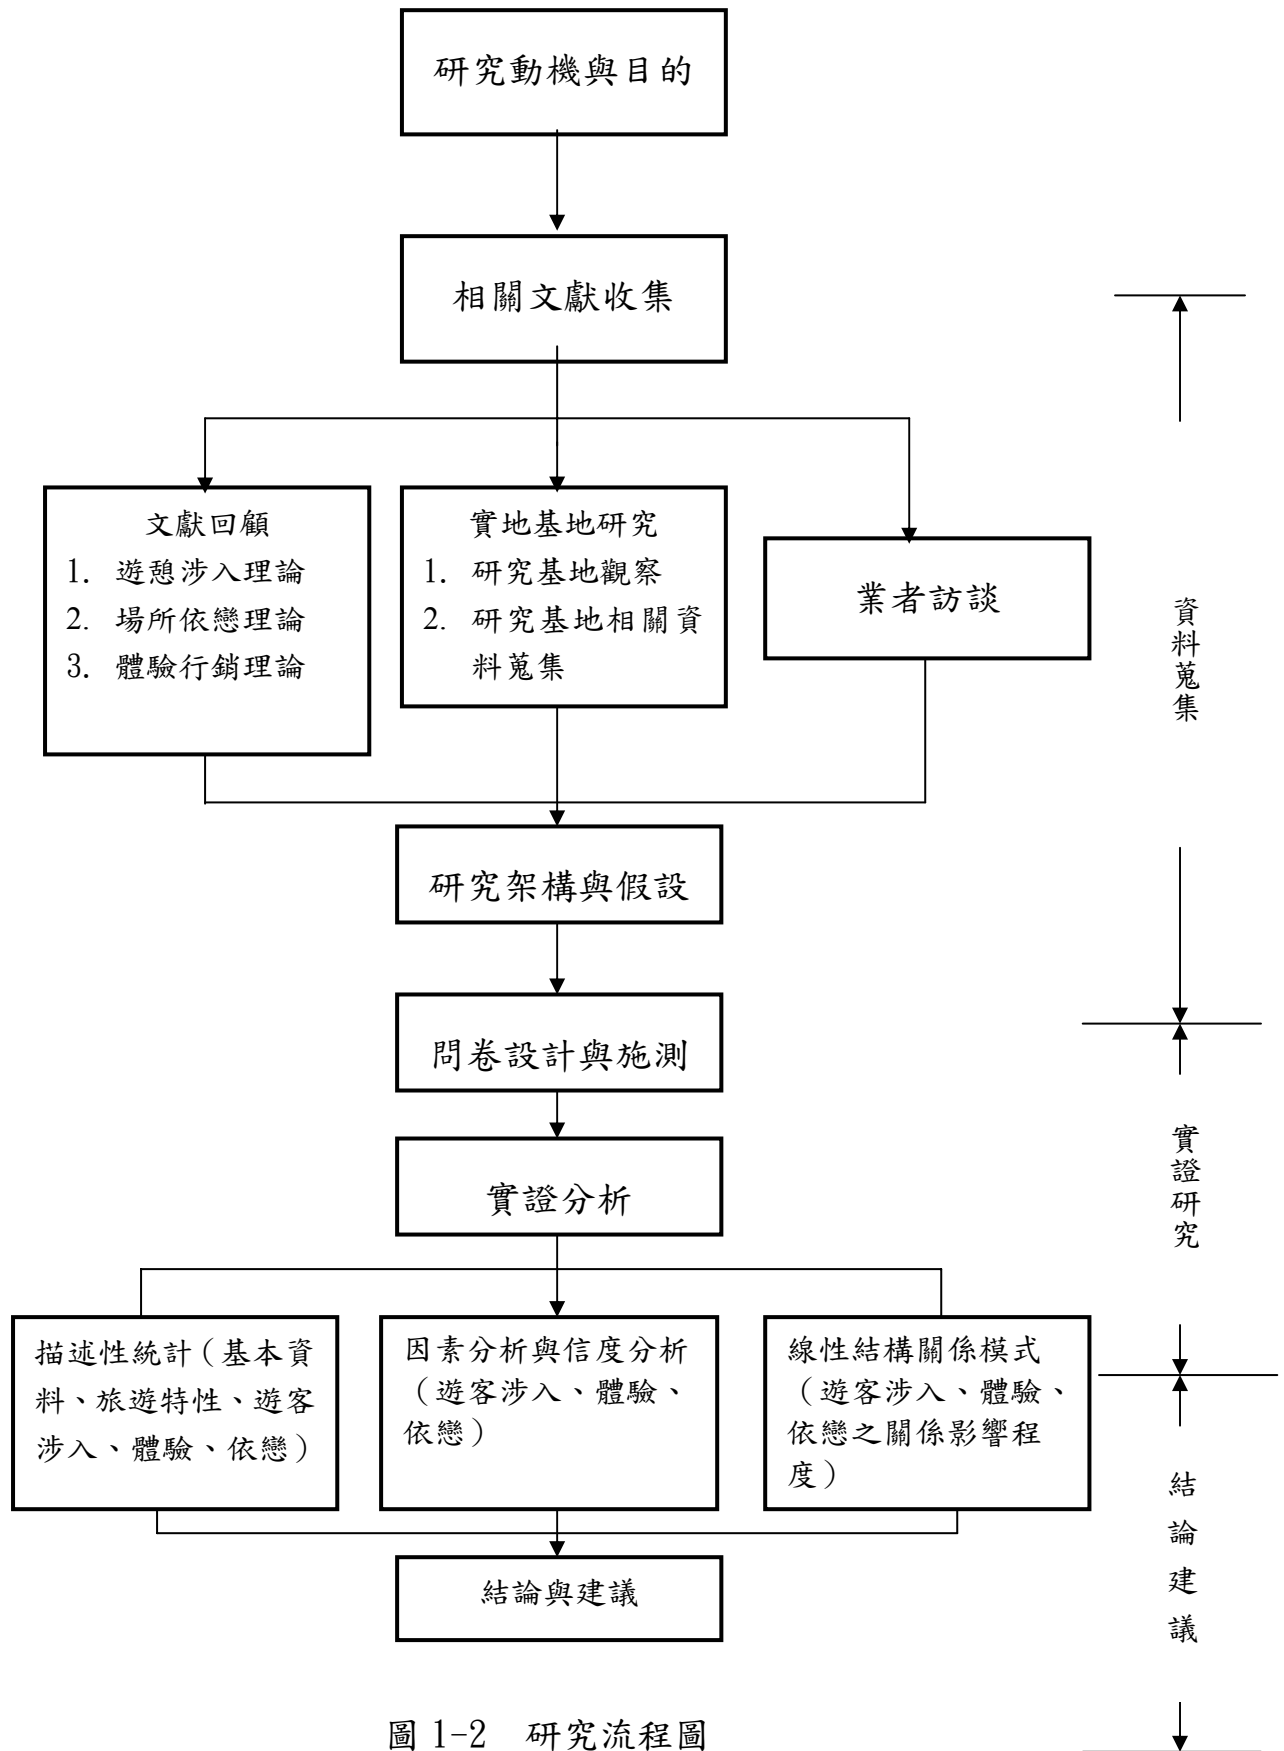 研究動機與目的
相關文獻收集
文獻回顧
1. 遊憩涉入理論
2. 場所依戀理論
3. 體驗行銷理論
實地基地研究
1. 研究基地觀察
2. 研究基地相關資
料蒐集
業者訪談
資料蒐集
研究架構與假設
問卷設計與施測
實證分析
實證研究
描述性統計（基本資
料、旅遊特性、遊客
涉入、體驗、依戀）
因素分析與信度分析
（遊客涉入、體驗、
依戀）
線性結構關係模式
（遊客涉入、體驗、
依戀之關係影響程
度）
結論與建議
結論建議
圖 1-2 研究流程圖